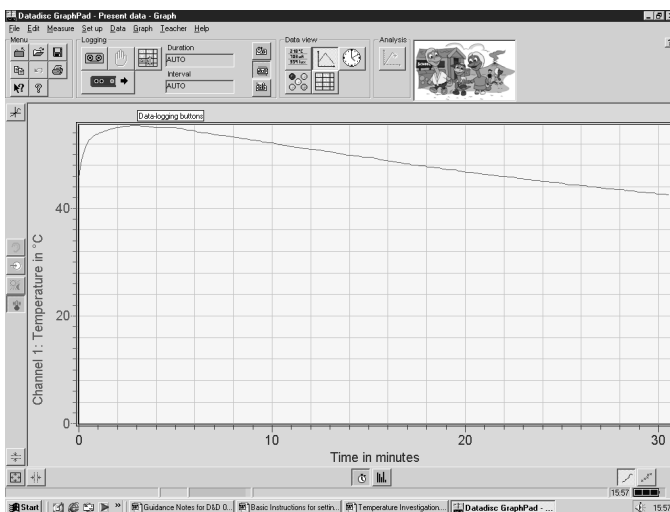 Datadisc GraphPad - Present data - Graph
File Edit Measure Set up Data Graph Teacher Help
Menu Logging Data view Analysis
Duration
AUTO
Interval
AUTO
Data-logging buttons
Channel 1: Temperature in °C
40
20
0
0 10 20 30
Time in minutes
15:57
Start Guidance Notes for D&D 0... Basic Instructions for settin... Temperature Investigation.... Datadisc GraphPad - ...